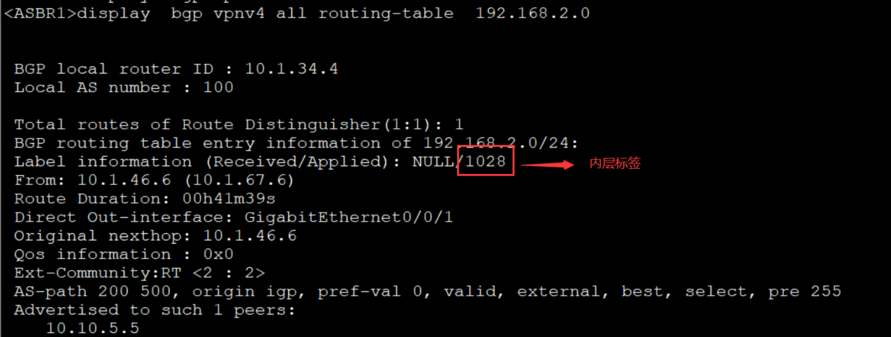 <ASBR1>display bgp vpnv4 all routing-table 192.168.2.0
BGP local router ID : 10.1.34.4
Local AS number : 100
Total routes of Route Distinguisher(1:1): 1
BGP routing table entry information of 192.168.2.0/24:
Label information (Received/Applied): NULL/1028 内层标签
From: 10.1.46.6 (10.1.67.6)
Route Duration: 00h41m39s
Direct Out-interface: GigabitEthernet0/0/1
Original nexthop: 10.1.46.6
Qos information : 0x0
Ext-Community:RT <2 : 2>
AS-path 200 500, origin igp, pref-val 0, valid, external, best, select, pre 255
Advertised to such 1 peers:
10.10.5.5